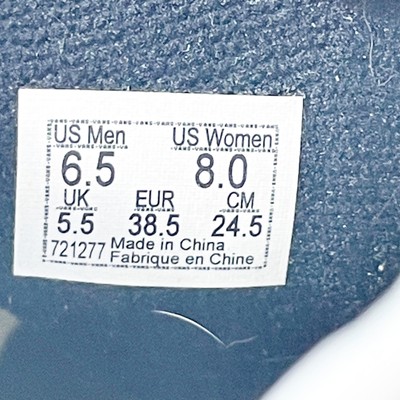 US Men US Women
6.5 8.0
UK EUR CM
5.5 38.5 24.5
721277 Made in China
Fabrique en Chine